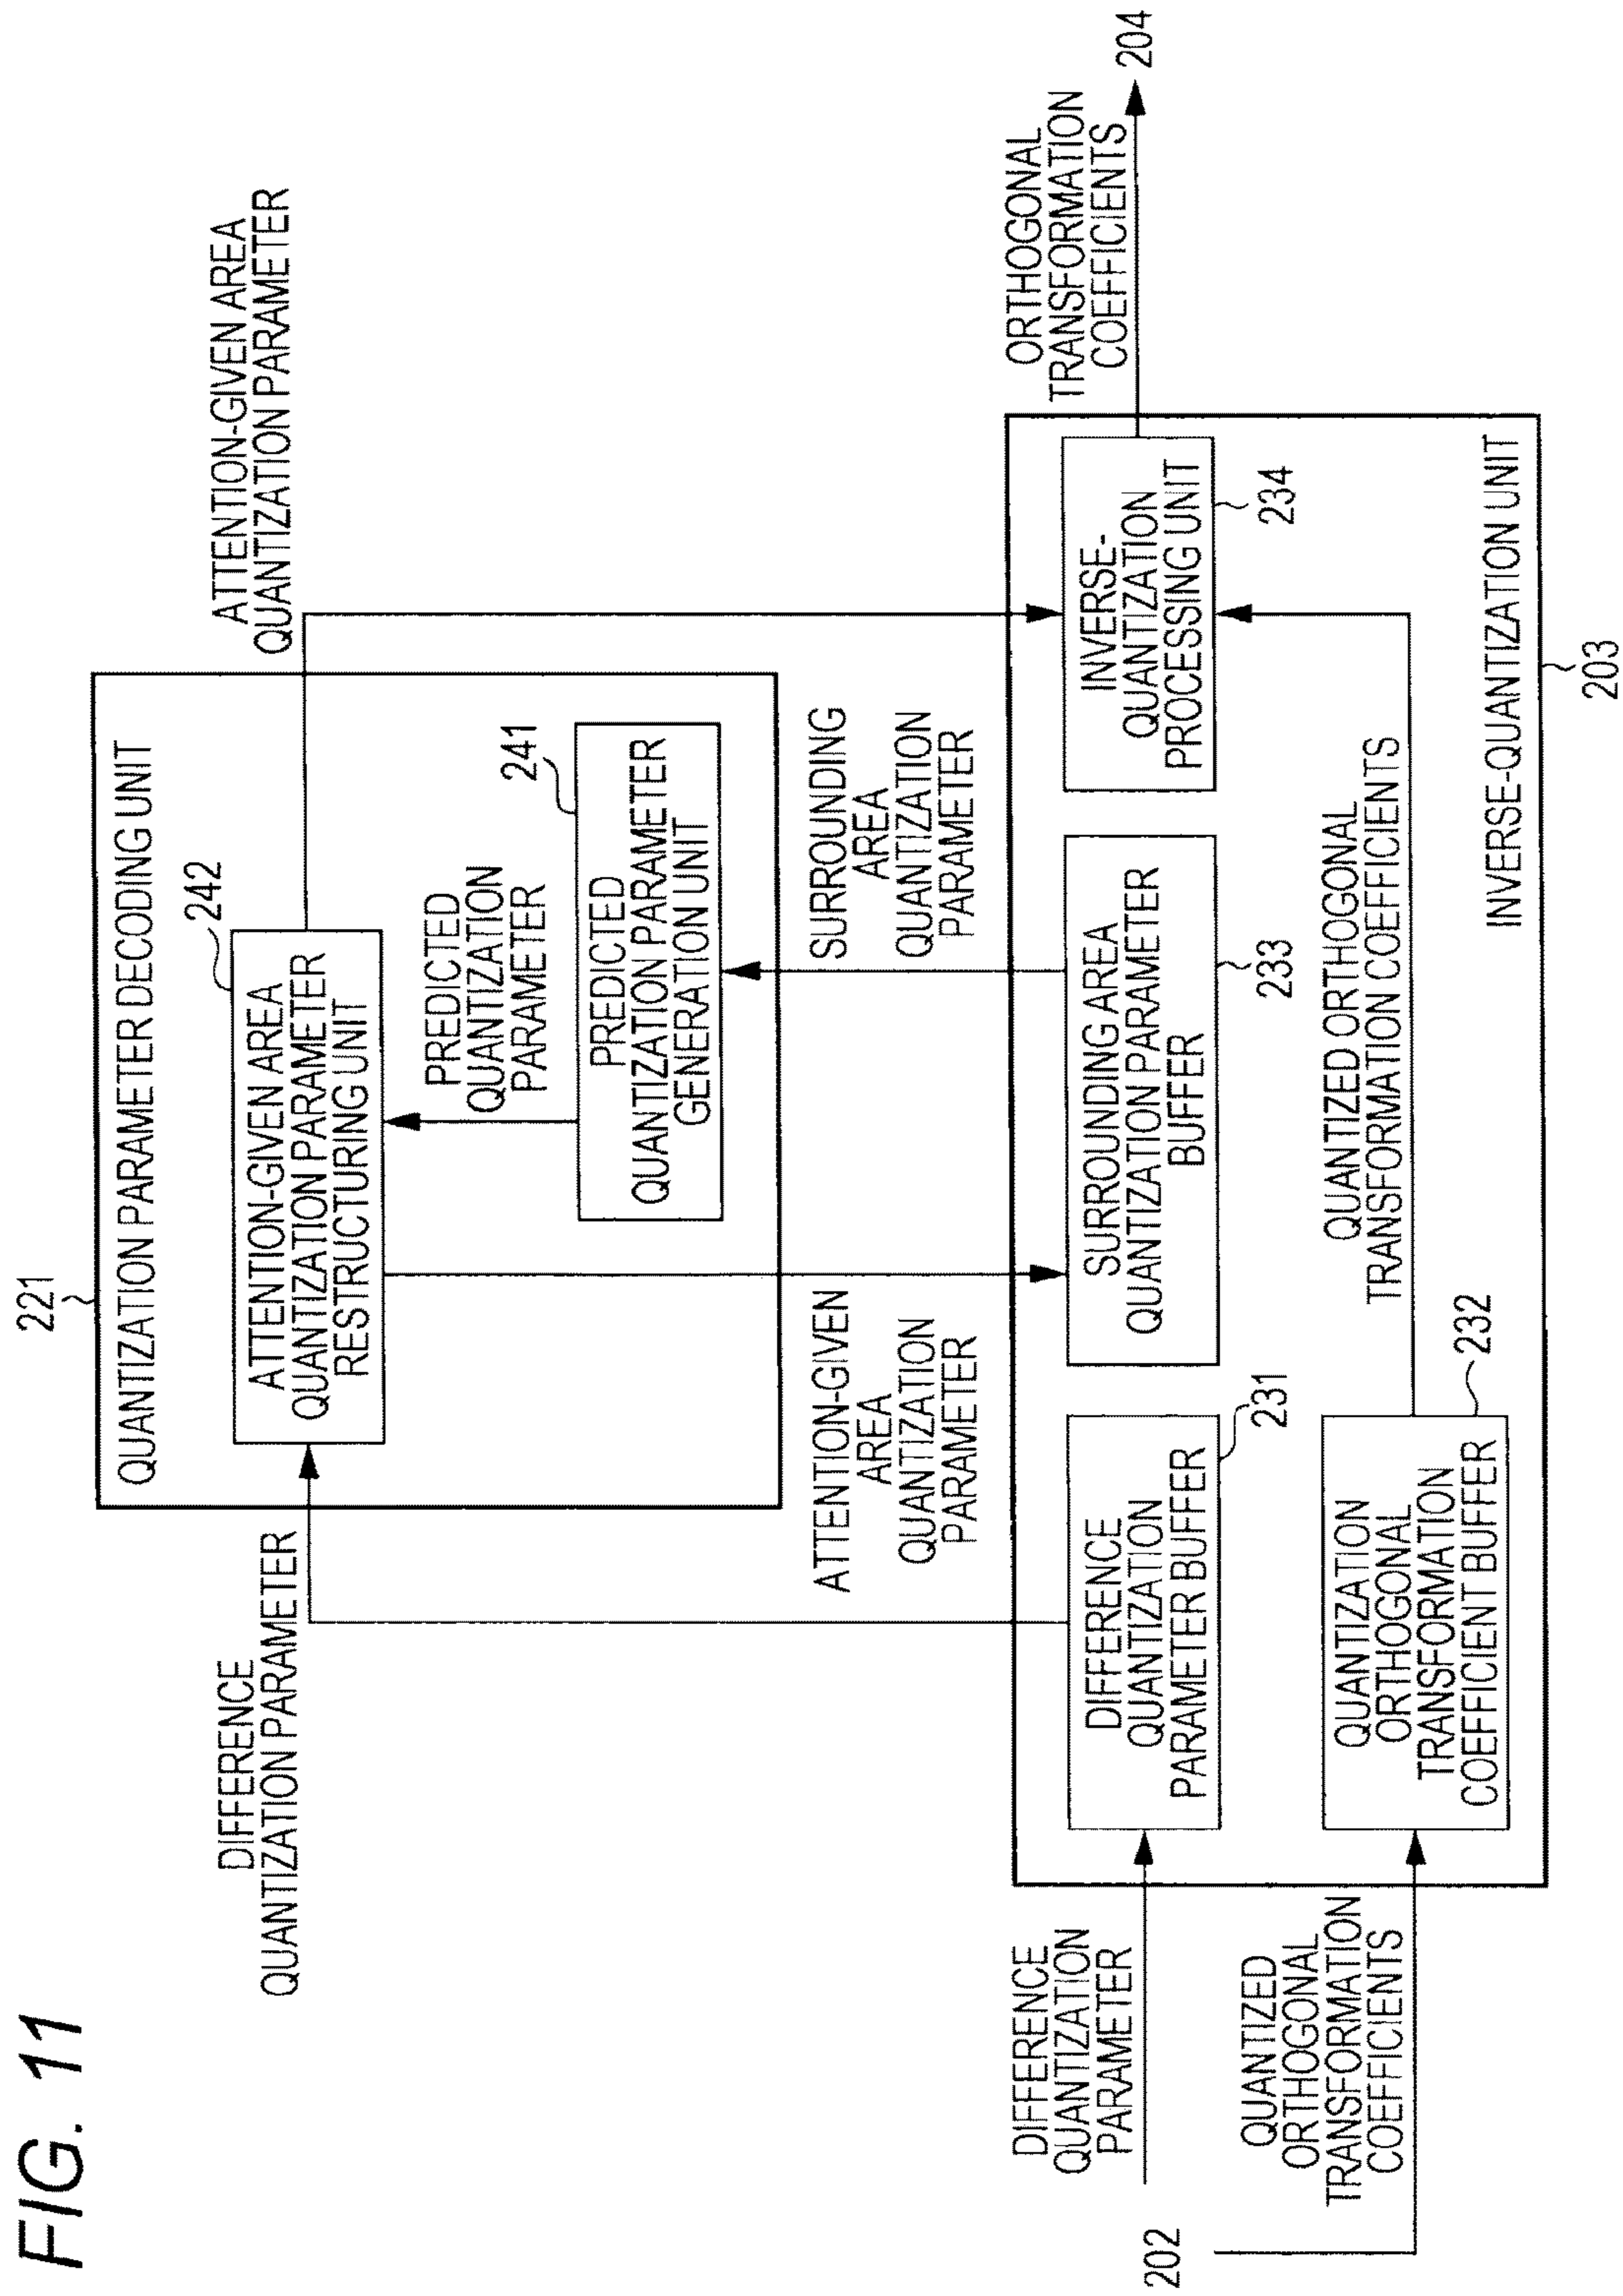 FIG. 11
221
QUANTIZATION PARAMETER DECODING UNIT
DIFFERENCE
QUANTIZATION PARAMETER
242
ATTENTION-GIVEN AREA
QUANTIZATION PARAMETER
RESTRUCTURING UNIT
ATTENTION-GIVEN AREA
QUANTIZATION PARAMETER
PREDICTED
QUANTIZATION
PARAMETER
241
PREDICTED
QUANTIZATION PARAMETER
GENERATION UNIT
ATTENTION-GIVEN
AREA
QUANTIZATION
PARAMETER
SURROUNDING
AREA
QUANTIZATION
PARAMETER
DIFFERENCE
QUANTIZATION
PARAMETER
DIFFERENCE
QUANTIZATION
PARAMETER BUFFER
231
SURROUNDING AREA
QUANTIZATION PARAMETER
BUFFER
233
INVERSE-
QUANTIZATION
PROCESSING UNIT
234
ORTHOGONAL
TRANSFORMATION
COEFFICIENTS
204
202
QUANTIZED
ORTHOGONAL
TRANSFORMATION
COEFFICIENTS
QUANTIZATION
ORTHOGONAL
TRANSFORMATION
COEFFICIENT BUFFER
232
QUANTIZED ORTHOGONAL
TRANSFORMATION COEFFICIENTS
INVERSE-QUANTIZATION UNIT
203